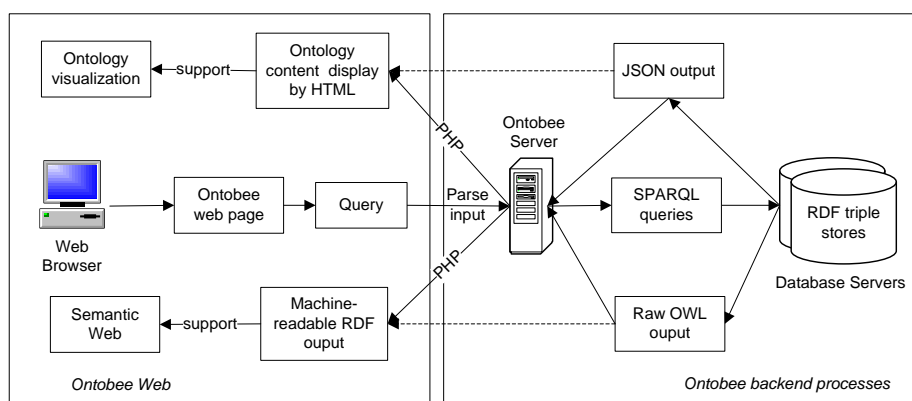 Ontology
visualization
support
Ontology
content display
by HTML
JSON output
PHP
Ontobee
Server
Web
Browser
Ontobee
web page
Query
Parse
input
SPARQL
queries
RDF triple
stores
Database Servers
PHP
Semantic
Web
support
Machine-
readable RDF
ouput
Raw OWL
ouput
Ontobee Web
Ontobee backend processes